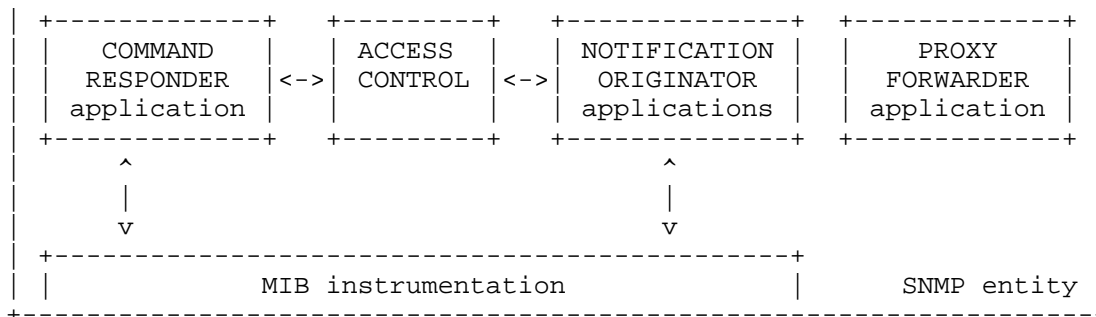 COMMAND ACCESS NOTIFICATION PROXY
RESPONDER <-> CONTROL <-> ORIGINATOR FORWARDER
application applications application
MIB instrumentation SNMP entity